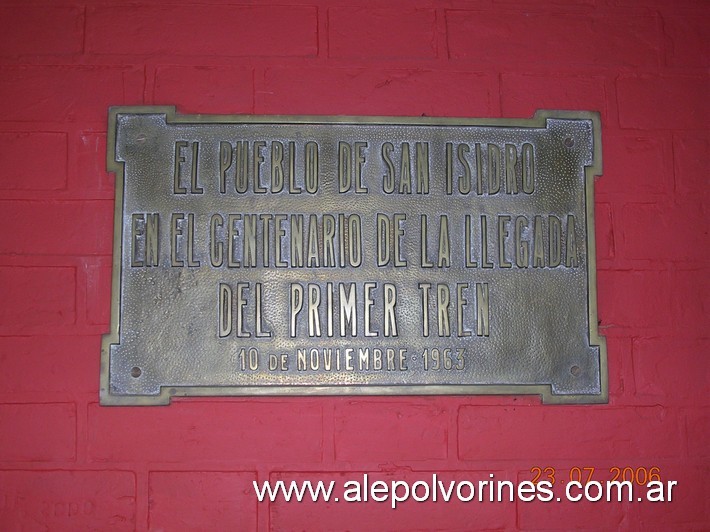 EL PUEBLO DE SAN ISIDRO
EN EL CENTENARIO DE LA LLEGADA
DEL PRIMER TREN
10 DE NOVIEMBRE 1963
23.07.2006
www.alepolvorines.com.ar